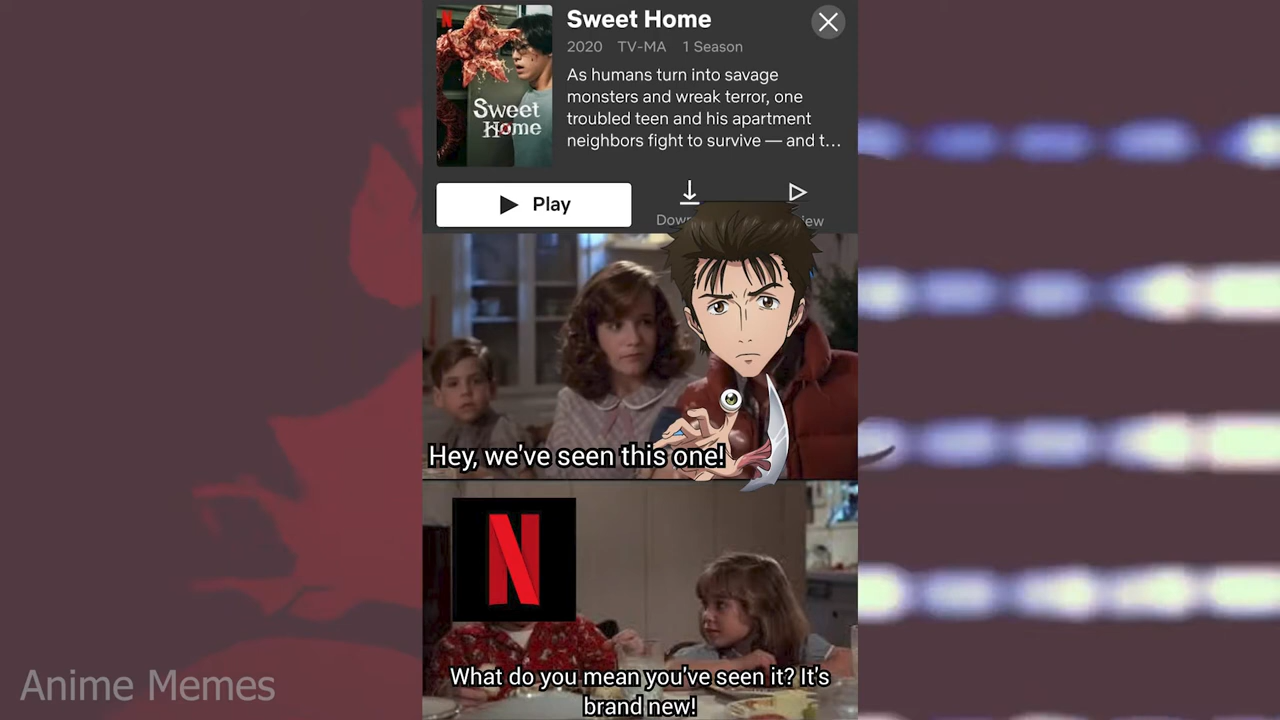 Sweet Home
2020 TV-MA 1 Season
As humans turn into savage
monsters and wreak terror, one
troubled teen and his apartment
neighbors fight to survive — and t...
Sweet
Home
Play
Dow
iew
Hey, we've seen this one!
N
What do you mean you've seen it? It's
brand new!
Anime Memes